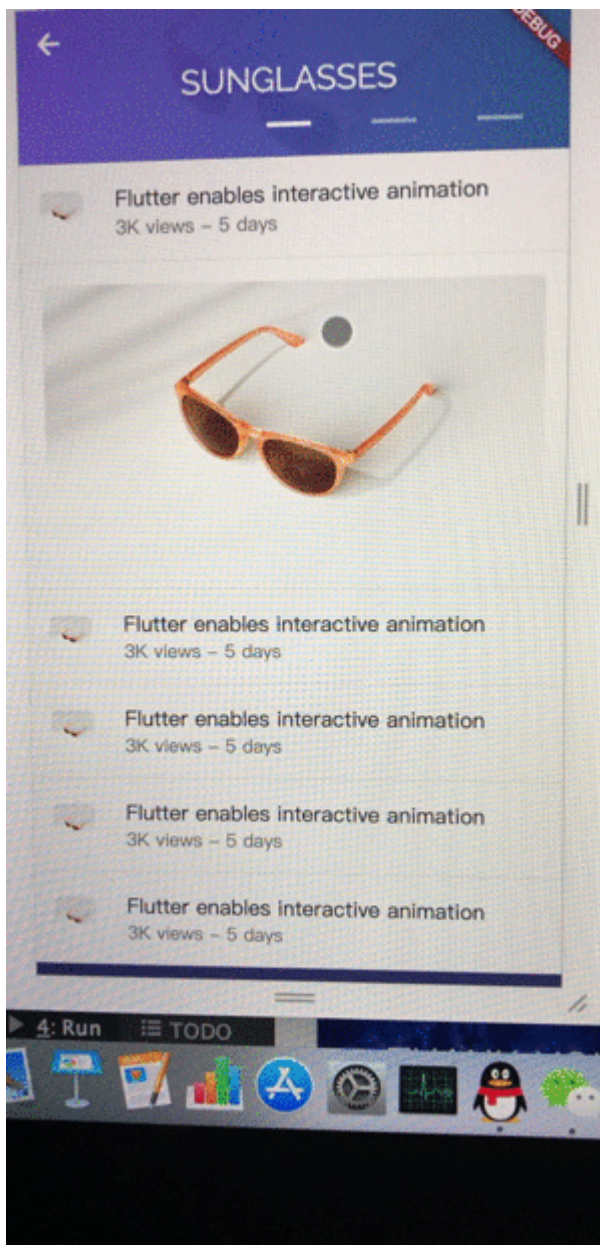 DEBUG
SUNGLASSES
Flutter enables interactive animation
3K views – 5 days
Flutter enables interactive animation
3K views – 5 days
Flutter enables interactive animation
3K views – 5 days
Flutter enables interactive animation
3K views – 5 days
Flutter enables interactive animation
3K views – 5 days
4: Run
TODO